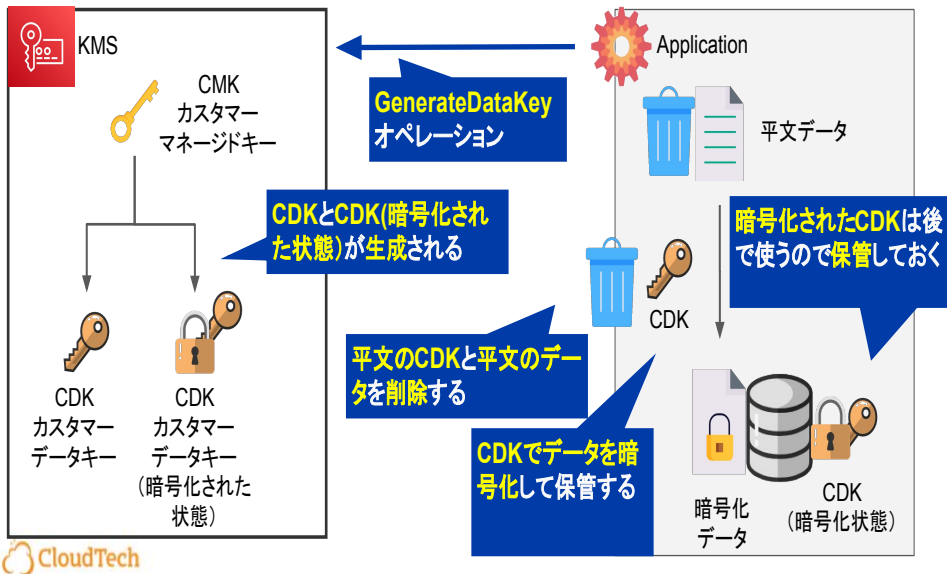 KMS
CMK
カスタマー
マネージドキー
GenerateDataKey
オペレーション
Application
平文データ
CDKとCDK(暗号化され
た状態）が生成される
暗号化されたCDKは後
で使うので保管しておく
CDK
平文のCDKと平文のデー
タを削除する
CDK
カスタマー
データキー
CDK
カスタマー
データキー
（暗号化された
状態）
CDKでデータを暗
号化して保管する
暗号化
データ
CDK
（暗号化状態）
CloudTech